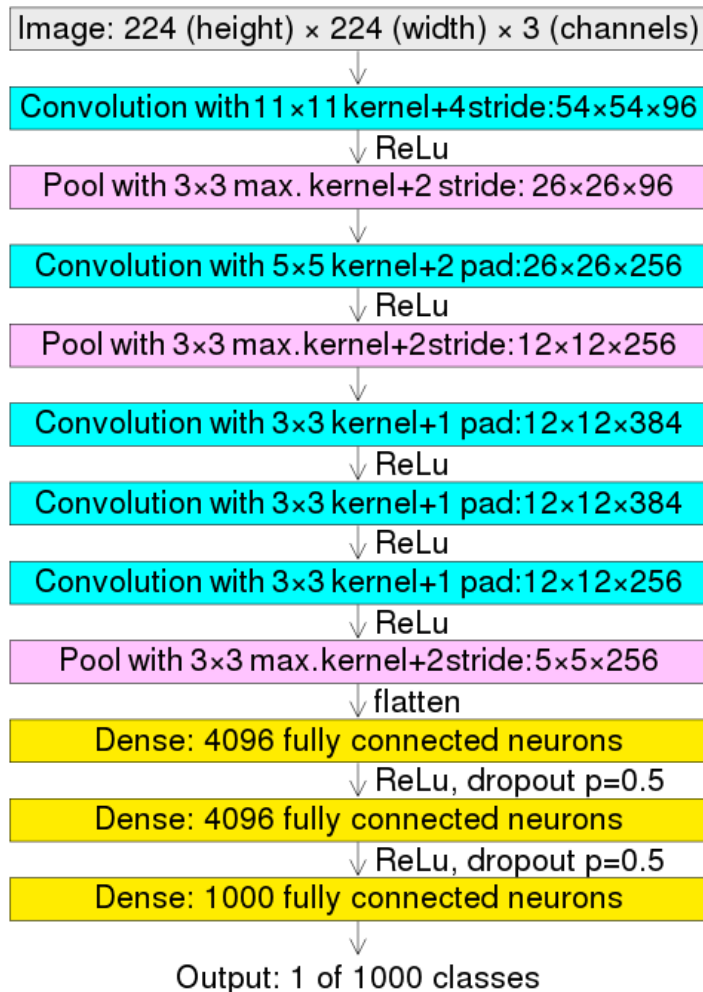 Image: 224 (height) × 224 (width) × 3 (channels)
Convolution with 11×11 kernel+4 stride:54×54×96
ReLu
Pool with 3×3 max. kernel+2 stride: 26×26×96
Convolution with 5×5 kernel+2 pad:26×26×256
ReLu
Pool with 3×3 max.kernel+2stride:12×12×256
Convolution with 3×3 kernel+1 pad:12×12×384
ReLu
Convolution with 3×3 kernel+1 pad:12×12×384
ReLu
Convolution with 3×3 kernel+1 pad:12×12×256
ReLu
Pool with 3×3 max.kernel+2stride:5×5×256
flatten
Dense: 4096 fully connected neurons
ReLu, dropout p=0.5
Dense: 4096 fully connected neurons
ReLu, dropout p=0.5
Dense: 1000 fully connected neurons
Output: 1 of 1000 classes